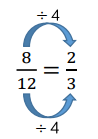 ÷ 4
8/12 = 2/3
÷ 4